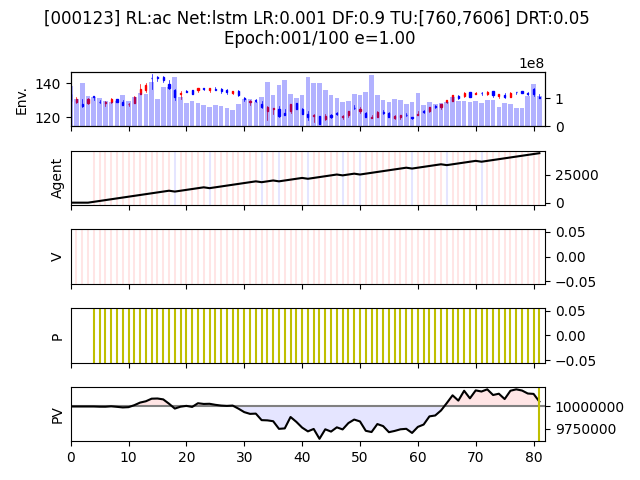 [000123] RL:ac Net:lstm LR:0.001 DF:0.9 TU:[760,7606] DRT:0.05
Epoch:001/100 e=1.00
1e8
Env.
140
120
1
0
Agent
25000
0
V
0.05
0.00
−0.05
P
0.05
0.00
−0.05
PV
10000000
9750000
0 10 20 30 40 50 60 70 80